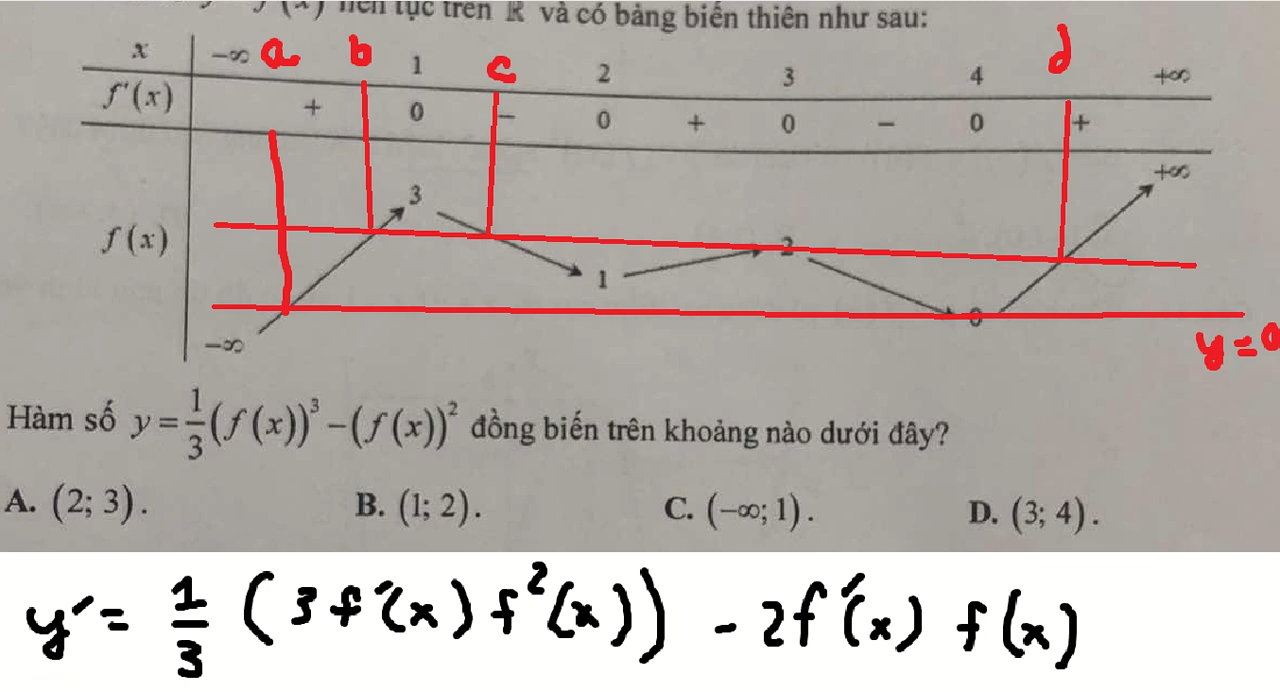 y f(x) liên tục trên ℝ và có bảng biến thiên như sau:
x −∞ a b 1 c 2 3 4 d +∞
f'(x) + 0 − 0 + 0 − 0 +
f(x) −∞ 3 1 2 0 +∞
y=0
Hàm số y = 1/3 (f(x))³ − (f(x))² đồng biến trên khoảng nào dưới đây?
A. (2; 3). B. (1; 2). C. (−∞; 1). D. (3; 4).
y' = 1/3 (3f'(x) f²(x)) − 2f'(x) f(x)